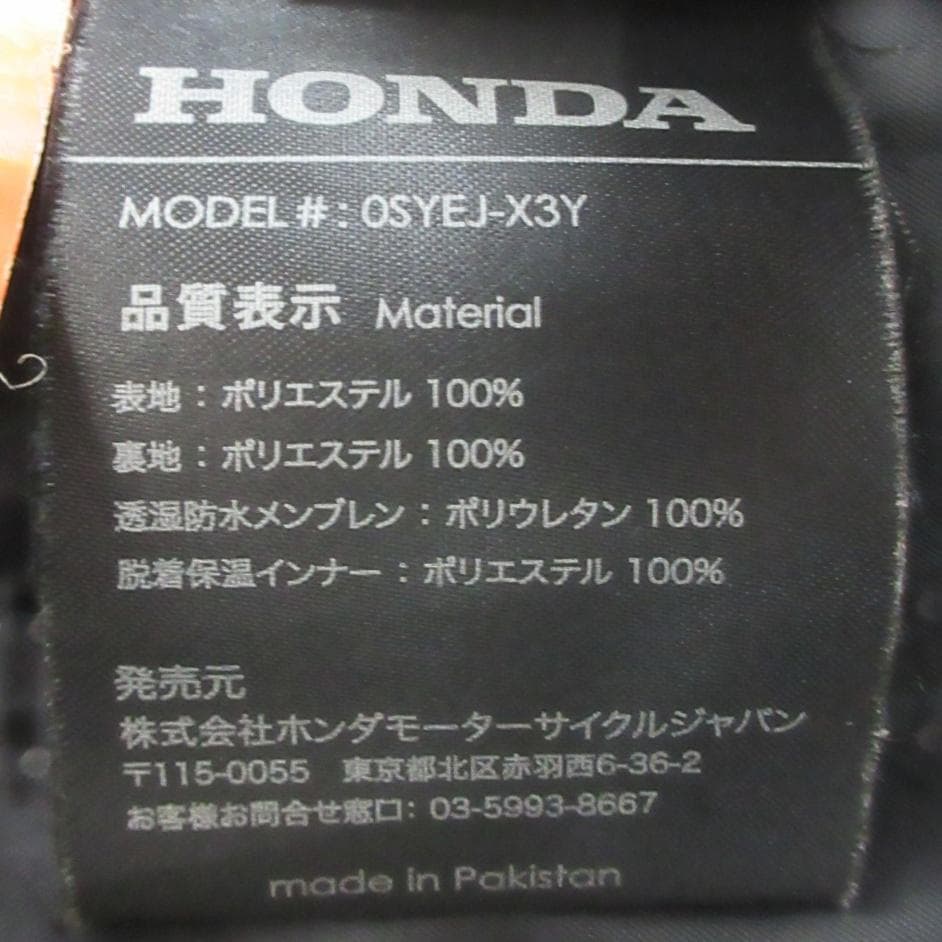 HONDA
MODEL #: 0SYEJ-X3Y
品質表示 Material
表地：ポリエステル 100%
裏地：ポリエステル 100%
透湿防水メンブレン：ポリウレタン 100%
脱着保温インナー：ポリエステル 100%
発売元
株式会社ホンダモーターサイクルジャパン
〒115-0055 東京都北区赤羽西6-36-2
お客様お問合せ窓口: 03-5993-8667
made in Pakistan